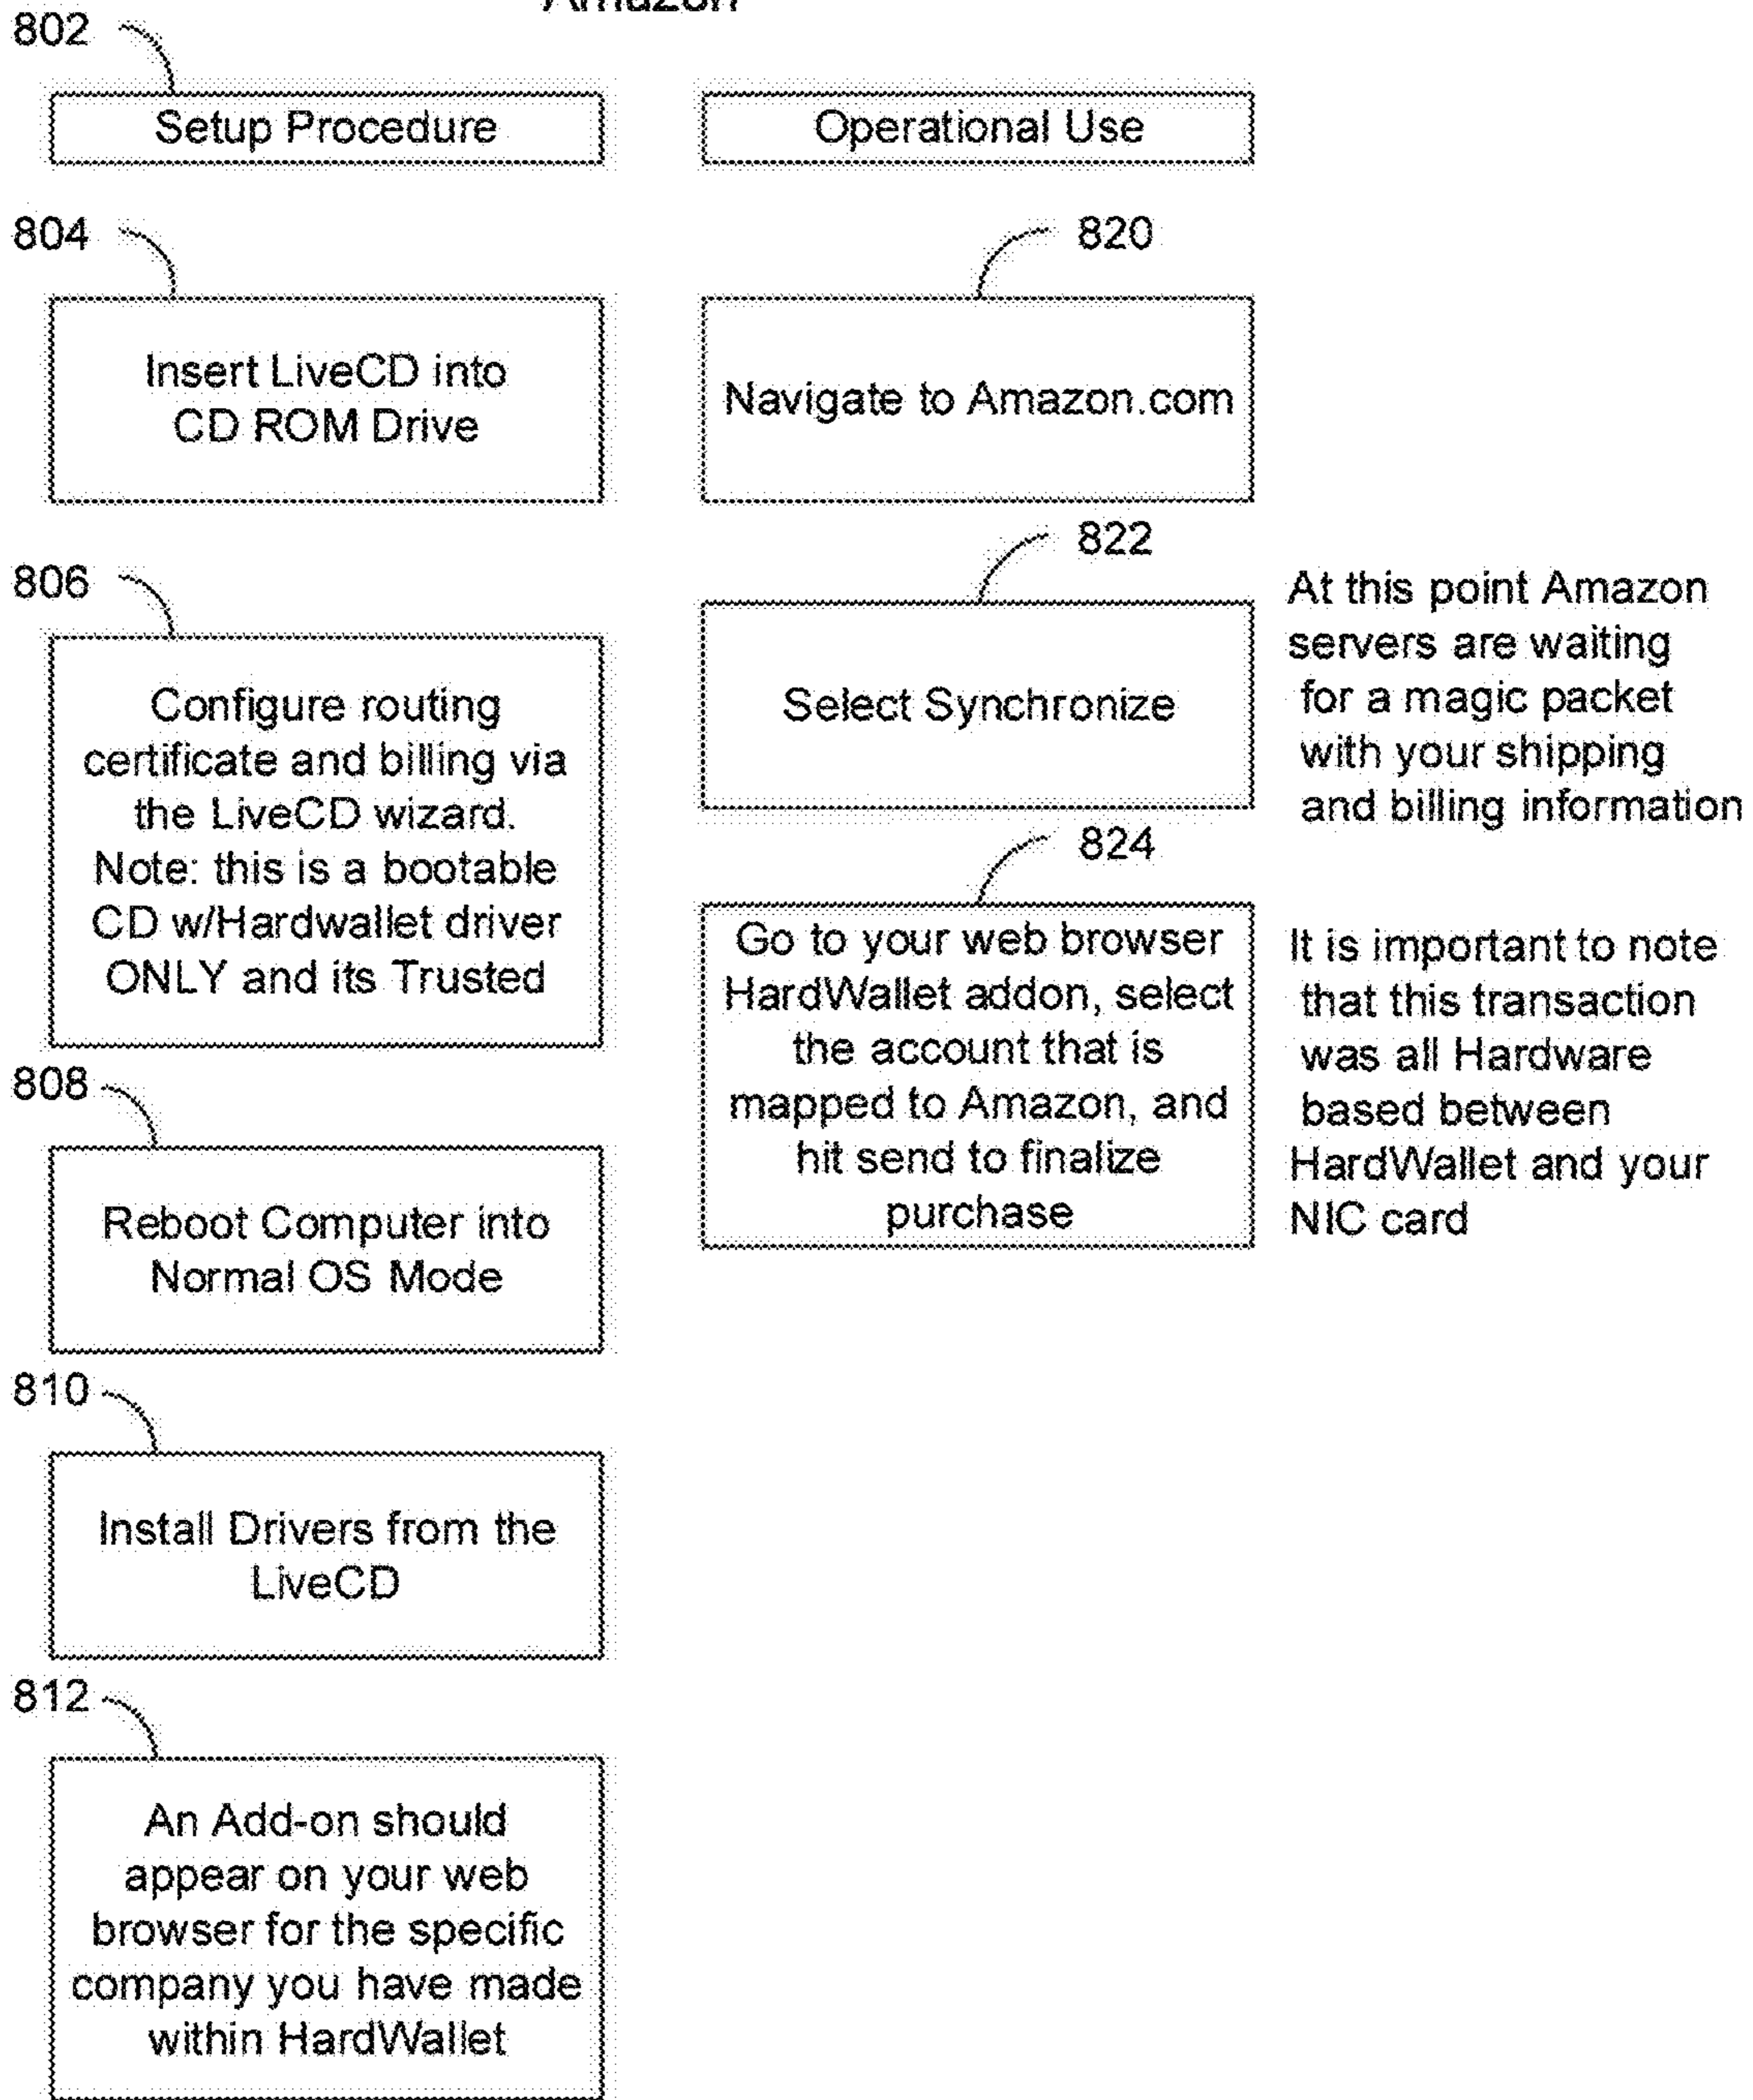 Amazon
802
Setup Procedure
804
Insert LiveCD into
CD ROM Drive
806
Configure routing
certificate and billing via
the LiveCD wizard.
Note: this is a bootable
CD w/Hardwallet driver
ONLY and its Trusted
808
Reboot Computer into
Normal OS Mode
810
Install Drivers from the
LiveCD
812
An Add-on should
appear on your web
browser for the specific
company you have made
within HardWallet
Operational Use
820
Navigate to Amazon.com
822
Select Synchronize
At this point Amazon
servers are waiting
for a magic packet
with your shipping
and billing information
824
Go to your web browser
HardWallet addon, select
the account that is
mapped to Amazon, and
hit send to finalize
purchase
It is important to note
that this transaction
was all Hardware
based between
HardWallet and your
NIC card